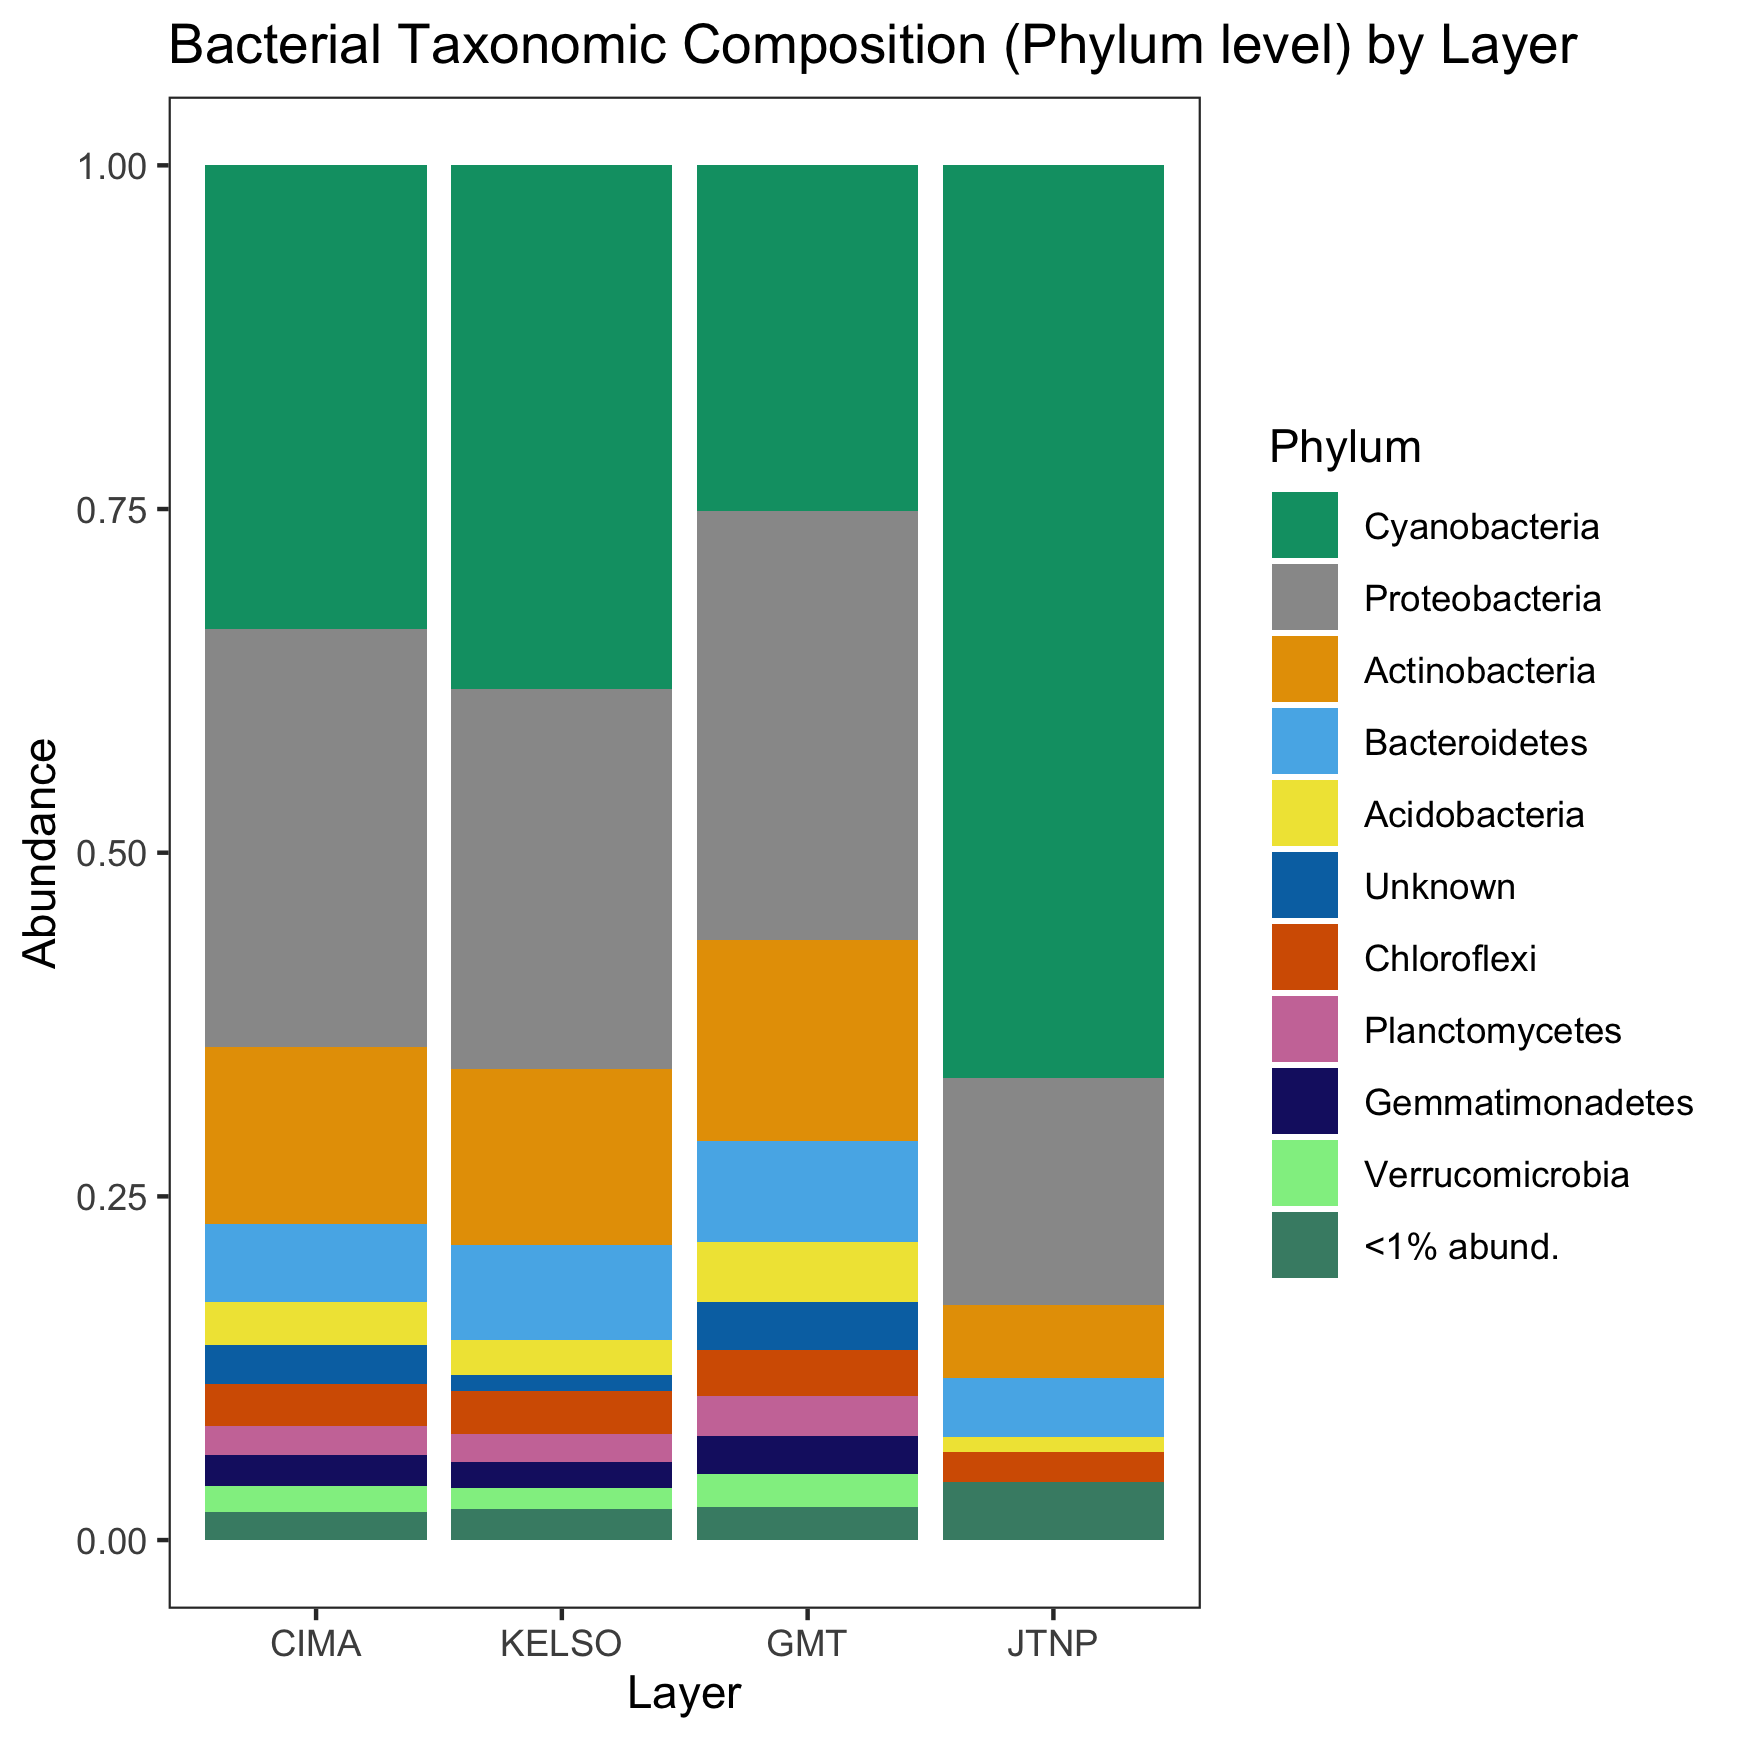 Bacterial Taxonomic Composition (Phylum level) by Layer
1.00
0.75
0.50
0.25
0.00
Abundance
CIMA KELSO GMT JTNP
Layer
Phylum
Cyanobacteria
Proteobacteria
Actinobacteria
Bacteroidetes
Acidobacteria
Unknown
Chloroflexi
Planctomycetes
Gemmatimonadetes
Verrucomicrobia
<1% abund.